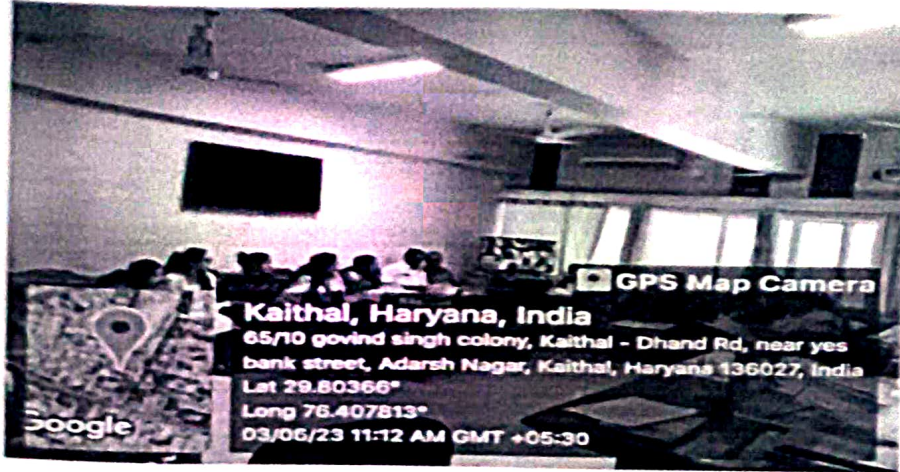 GPS Map Camera
Kaithal, Haryana, India
65/10 govind singh colony, Kaithal - Dhand Rd, near yes
bank street, Adarsh Nagar, Kaithal, Haryana 136027, India
Lat 29.80366°
Long 76.407813°
03/06/23 11:12 AM GMT +05:30
Google